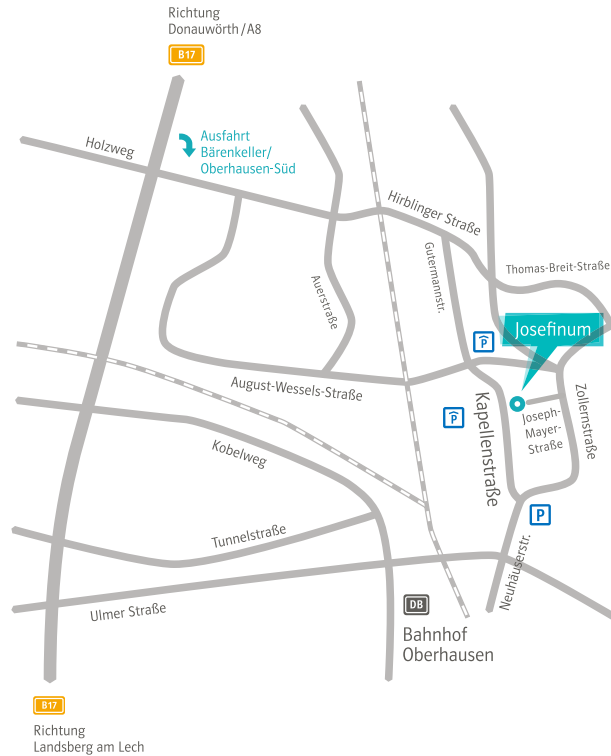 Richtung
Donauwörth/A8
B17
Ausfahrt
Bärenkeller/
Oberhausen-Süd
Holzweg
Hirblinger Straße
Gutermannstr.
Thomas-Breit-Straße
Auerstraße
Josefinum
P
August-Wessels-Straße
Kapellenstraße
Zollernstraße
P
Joseph-
Mayer-
Straße
Kobelweg
P
Tunnelstraße
Neuhäuserstr.
Ulmer Straße
DB
Bahnhof
Oberhausen
B17
Richtung
Landsberg am Lech